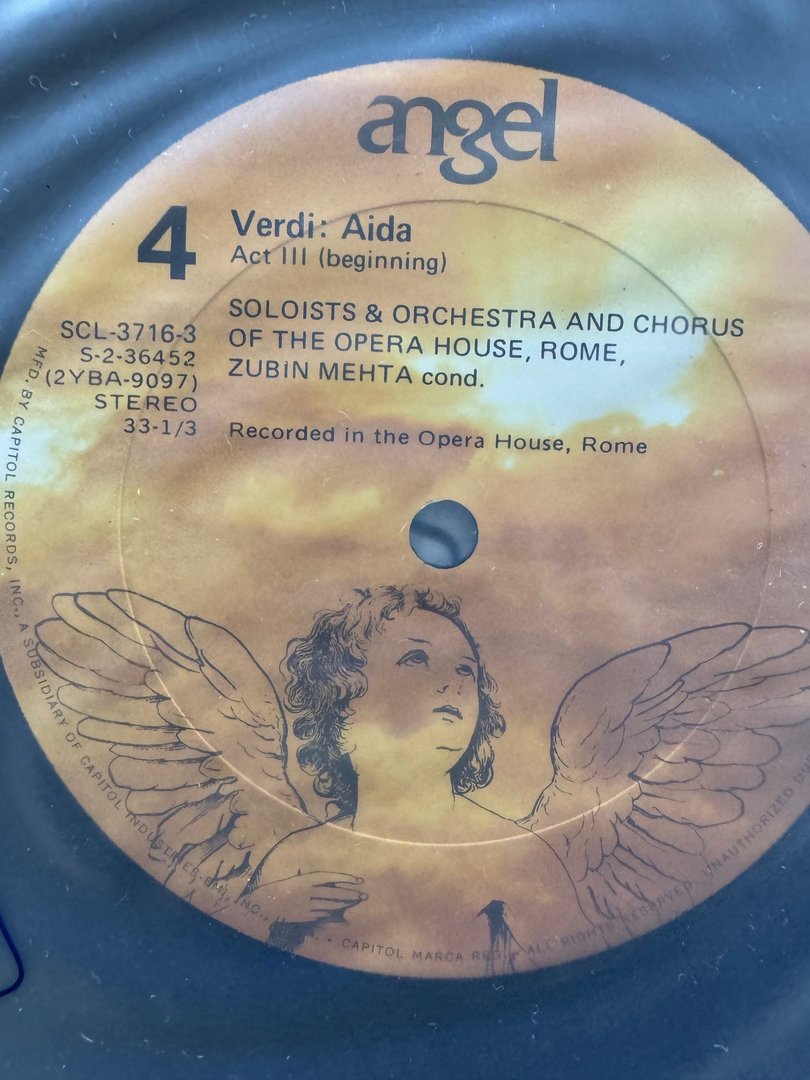 angel
4
Verdi: Aida
Act III (beginning)
SOLOISTS & ORCHESTRA AND CHORUS
OF THE OPERA HOUSE, ROME,
ZUBIN MEHTA cond.
Recorded in the Opera House, Rome
SCL-3716-3
S-2-36452
(2YBA-9097)
STEREO
33-1/3
MFD. BY CAPITOL RECORDS, INC., A SUBSIDIARY OF CAPITOL INDUSTRIES-EMI, INC., CAPITOL MARCA REG. ALL RIGHTS RESERVED. UNAUTHORIZED